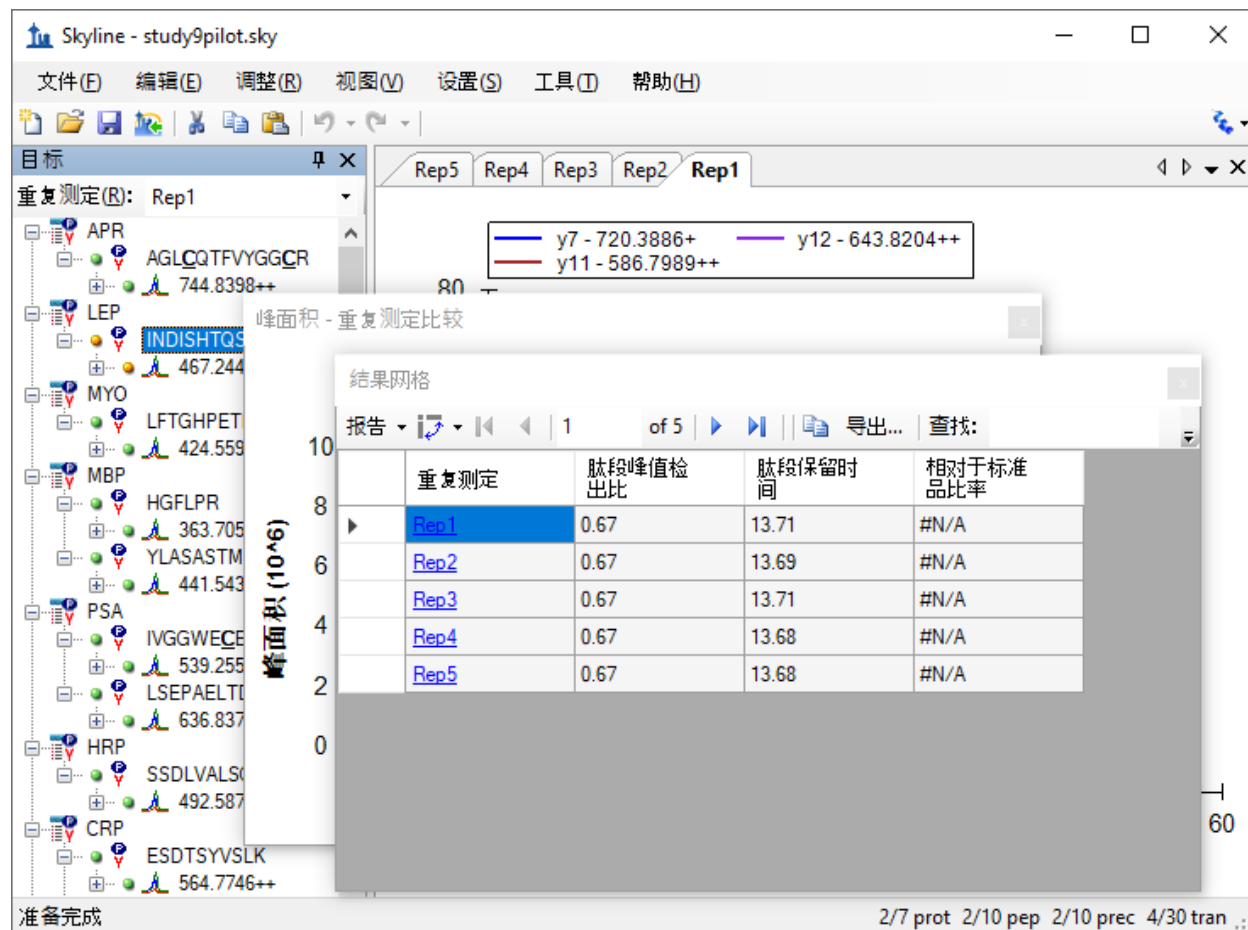 Skyline - study9pilot.sky
文件(F) 编辑(E) 调整(R) 视图(V) 设置(S) 工具(T) 帮助(H)
目标
重复测定(R): Rep1
APR
AGLCQTFVYGGCR
744.8398++
LEP
INDISHTQS
467.244
MYO
LFTGHPET
424.559
MBP
HGFLPR
363.705
YLASASTM
441.543
PSA
IVGGWECE
539.255
LSEPAELTD
636.837
HRP
SSDLVALS
492.587
CRP
ESDTSYVSLK
564.7746++
Rep5 Rep4 Rep3 Rep2 Rep1
y7 - 720.3886+ y12 - 643.8204++
y11 - 586.7989++
80
60
峰面积 - 重复测定比较
峰面积 (10^6)
10
8
6
4
2
0
结果网格
报告 1 of 5 导出... 查找:
重复测定 肽段峰值检出比 肽段保留时间 相对于标准品比率
Rep1 0.67 13.71 #N/A
Rep2 0.67 13.69 #N/A
Rep3 0.67 13.71 #N/A
Rep4 0.67 13.68 #N/A
Rep5 0.67 13.68 #N/A
准备完成 2/7 prot 2/10 pep 2/10 prec 4/30 tran